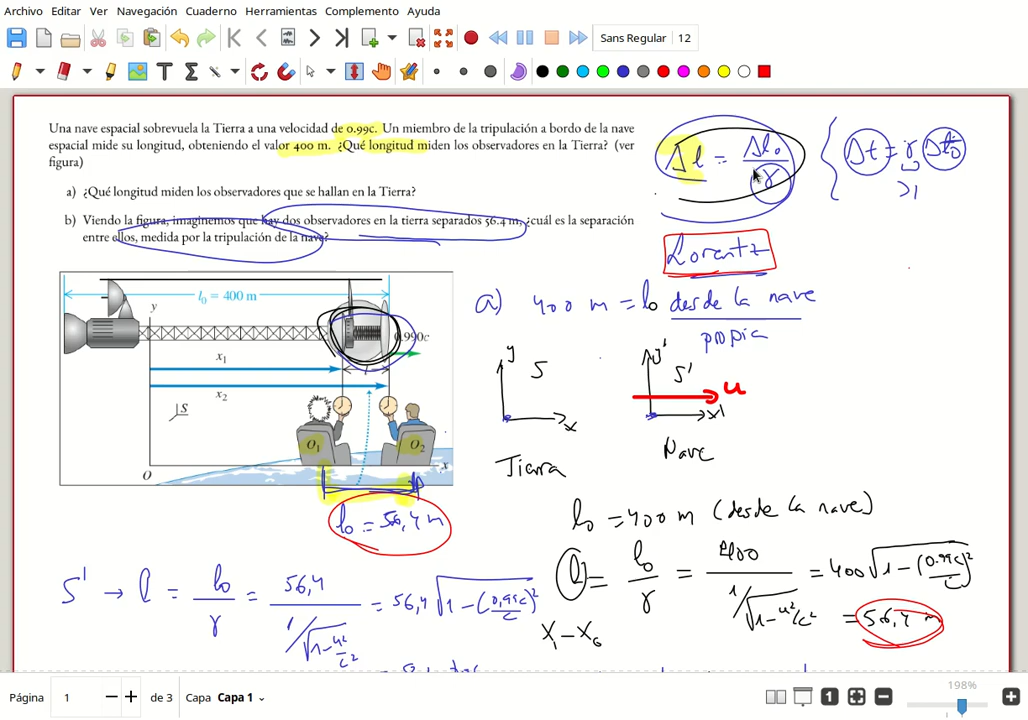 Archivo Editar Ver Navegación Cuaderno Herramientas Complemento Ayuda
Sans Regular 12
Una nave espacial sobrevuela la Tierra a una velocidad de 0.99c. Un miembro de la tripulación a bordo de la nave
espacial mide su longitud, obteniendo el valor 400 m. ¿Qué longitud miden los observadores en la Tierra? (ver
figura)
a) ¿Qué longitud miden los observadores que se hallan en la Tierra?
b) Viendo la figura, imaginemos que hay dos observadores en la tierra separados 56.4 m, ¿cuál es la separación
entre ellos, medida por la tripulación de la nave?
Δl = Δl₀/γ
Δt = γ Δt₀
>1
Lorentz
a) 400 m = l₀ desde la nave
propia
l₀ = 400 m
y
0.990c
x₁
l
x₂
S
O₁
O₂
O
x
y
S
x
Tierra
y'
S'
x'
u
Nave
l₀ = 56,4 m
l₀ = 400 m (desde la nave)
l = l₀/γ = 400/(1/√(1-u²/c²)) = 400 √(1-(0.99c/c)²)
= 56,4 m
x₁ - x₀
S' → l = l₀/γ = 56,4/(1/√(1-u²/c²)) = 56,4 √(1-(0,99c/c)²)
Página 1 de 3 Capa Capa 1
198%